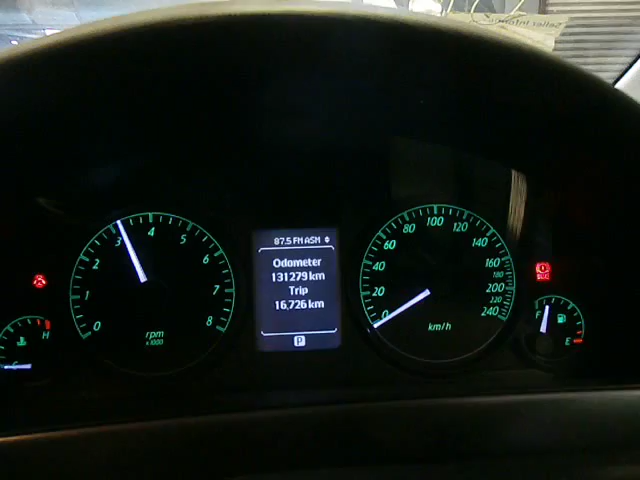 87.5 FM ASM
Odometer
131279 km
Trip
16,726 km
P
0
1
2
3
4
5
6
7
8
rpm
x1000
0
20
40
60
80
100
120
140
160
180
200
220
240
km/h
H
C
F
E